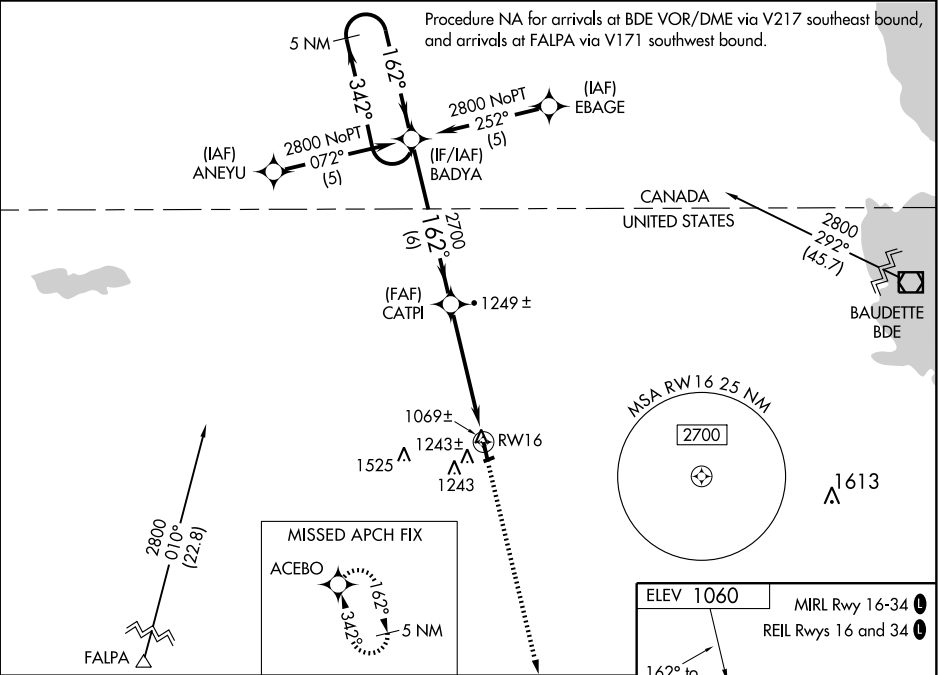 Procedure NA for arrivals at BDE VOR/DME via V217 southeast bound,
and arrivals at FALPA via V171 southwest bound.
5 NM
162°
342°
2800 NoPT
252°
(5)
(IAF)
EBAGE
2800 NoPT
072°
(5)
(IAF)
ANEYU
(IF/IAF)
BADYA
CANADA
UNITED STATES
2700
162°
(6)
2800
292°
(45.7)
(FAF)
CATPI
1249 ±
BAUDETTE
BDE
MSA RW16 25 NM
2700
1069±
RW16
1243±
1525
1243
1613
2800
010°
(22.8)
FALPA
MISSED APCH FIX
ACEBO
162°
342°
5 NM
ELEV 1060
MIRL Rwy 16-34 L
REIL Rwys 16 and 34 L
162° to